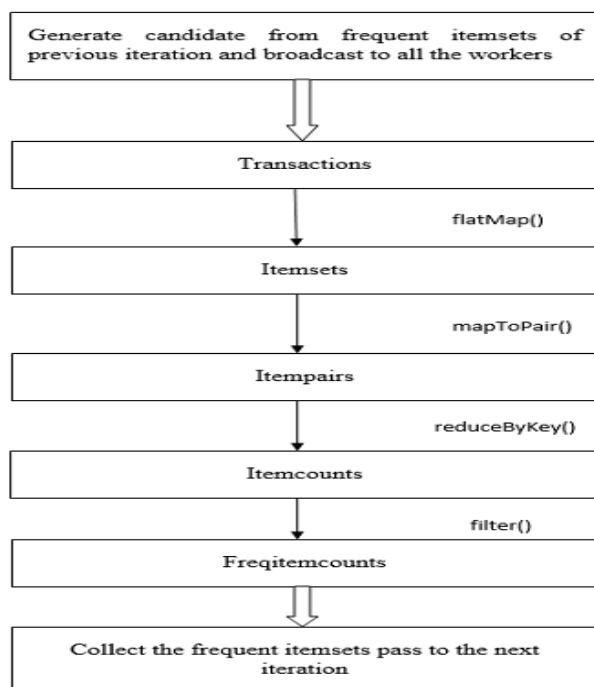 Generate candidate from frequent itemsets of
previous iteration and broadcast to all the workers
Transactions
flatMap()
Itemsets
mapToPair()
Itempairs
reduceByKey()
Itemcounts
filter()
Freqitemcounts
Collect the frequent itemsets pass to the next
iteration